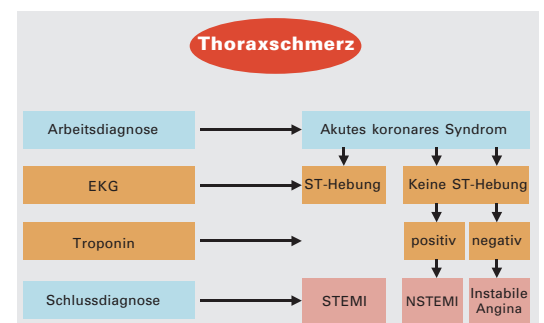 Thoraxschmerz
Arbeitsdiagnose
Akutes koronares Syndrom
EKG
ST-Hebung
Keine ST-Hebung
Troponin
positiv
negativ
Schlussdiagnose
STEMI
NSTEMI
Instabile
Angina